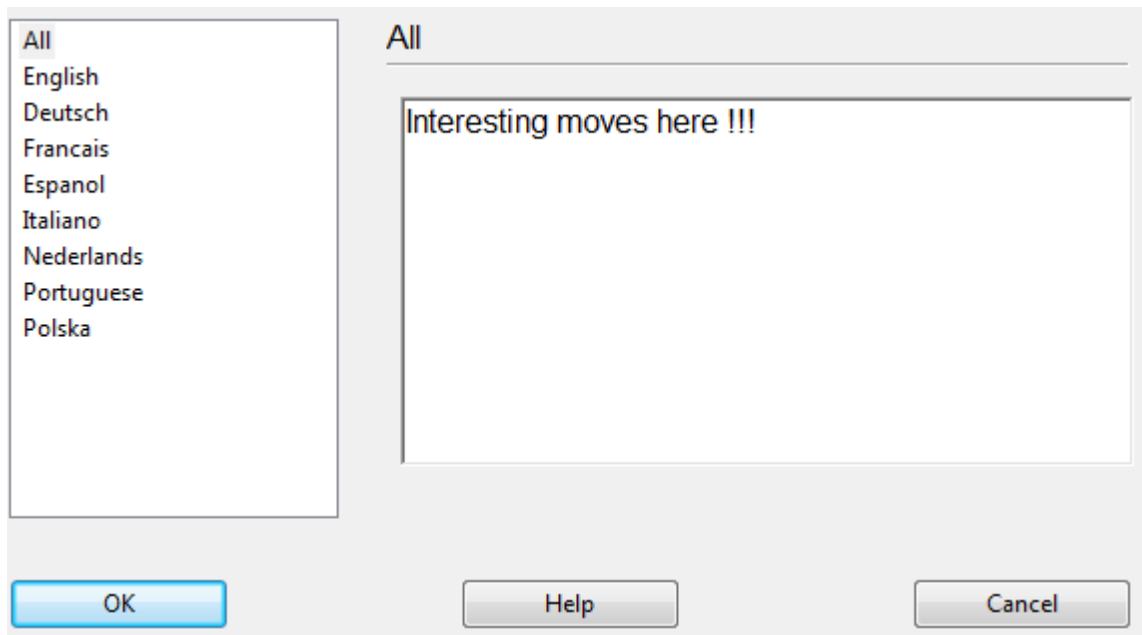 All
English
Deutsch
Francais
Espanol
Italiano
Nederlands
Portuguese
Polska
All
Interesting moves here !!!
OK
Help
Cancel